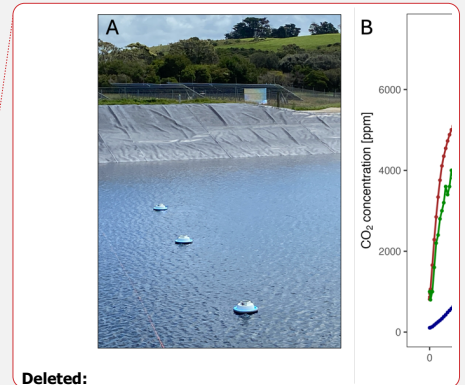 A
B
CO₂ concentration [ppm]
6000
4000
2000
0
0
Deleted: